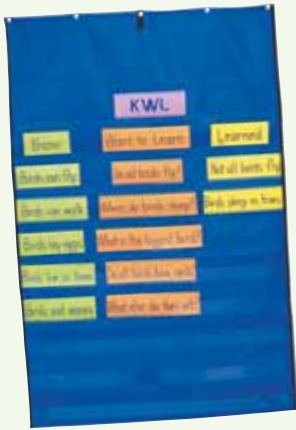 KWL
Know
Want to Learn
Learned
Birds can fly.
Do all birds fly?
Not all birds fly.
Birds can walk.
Where do birds sleep?
Birds sleep in trees.
Birds lay eggs.
What is the biggest bird?
Birds live in trees.
Do all birds have nests?
Birds eat worms.
What else do they eat?